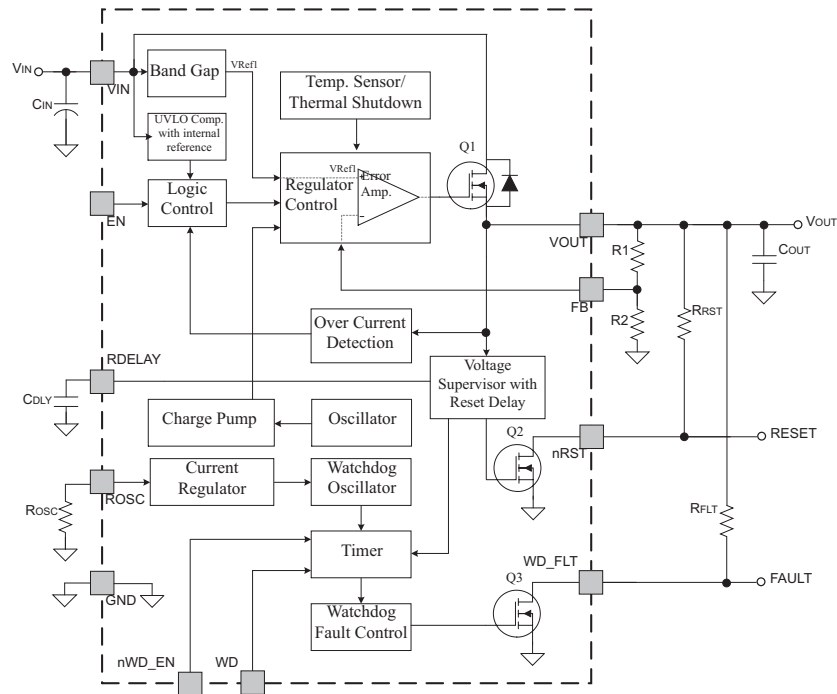 VIN
CIN
VIN
Band Gap
VRef1
Temp. Sensor/
Thermal Shutdown
UVLO Comp.
with internal
reference
Q1
VRef1
Error
Amp.
+
-
Regulator
Control
Logic
Control
EN
VOUT
VOUT
R1
COUT
FB
R2
RRST
Over Current
Detection
RDELAY
CDLY
Voltage
Supervisor with
Reset Delay
Charge Pump
Oscillator
Q2
nRST
RESET
ROSC
Current
Regulator
Watchdog
Oscillator
ROSC
RFLT
Timer
WD_FLT
Q3
FAULT
GND
Watchdog
Fault Control
nWD_EN
WD